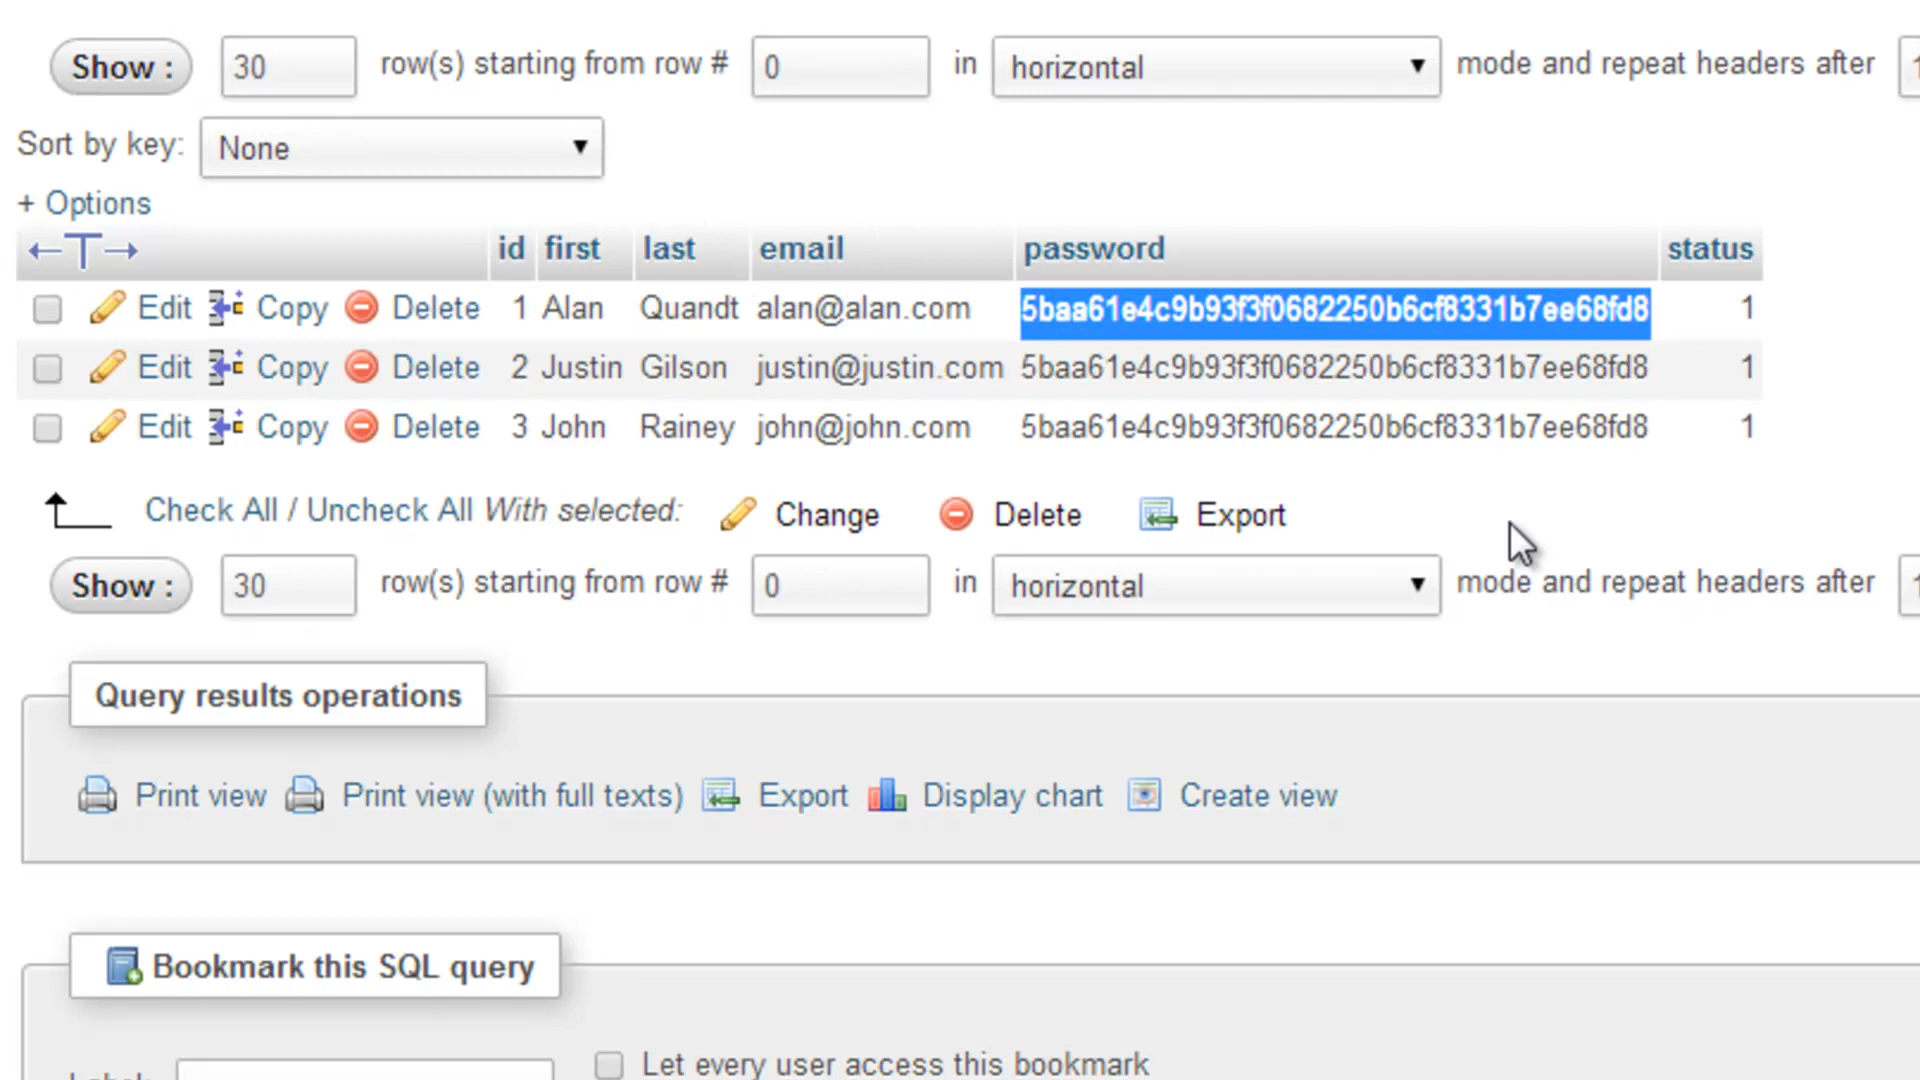 Show : 30 row(s) starting from row # 0 in horizontal mode and repeat headers after
Sort by key: None
+ Options
id first last email password status
Edit Copy Delete 1 Alan Quandt alan@alan.com 5baa61e4c9b93f3f0682250b6cf8331b7ee68fd8 1
Edit Copy Delete 2 Justin Gilson justin@justin.com 5baa61e4c9b93f3f0682250b6cf8331b7ee68fd8 1
Edit Copy Delete 3 John Rainey john@john.com 5baa61e4c9b93f3f0682250b6cf8331b7ee68fd8 1
Check All / Uncheck All With selected: Change Delete Export
Show : 30 row(s) starting from row # 0 in horizontal mode and repeat headers after
Query results operations
Print view Print view (with full texts) Export Display chart Create view
Bookmark this SQL query
Let every user access this bookmark